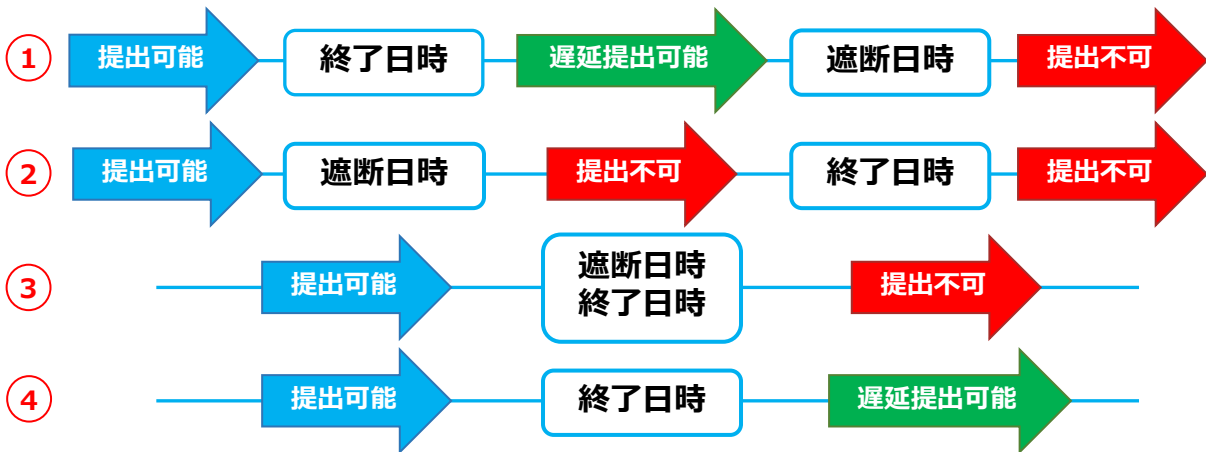 ① 提出可能 終了日時 遅延提出可能 遮断日時 提出不可
② 提出可能 遮断日時 提出不可 終了日時 提出不可
③ 提出可能 遮断日時 提出不可
終了日時
④ 提出可能 終了日時 遅延提出可能